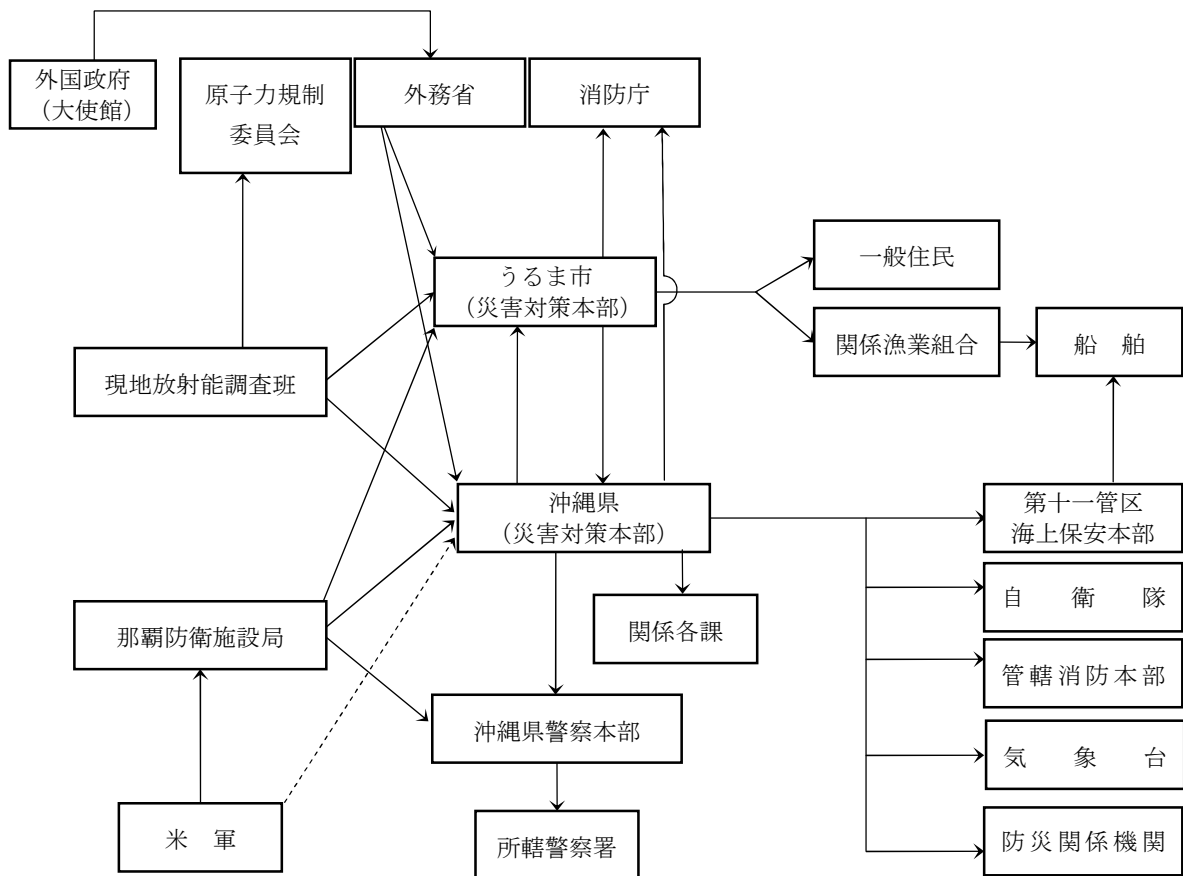 外国政府
(大使館)
原子力規制
委員会
外務省
消防庁
うるま市
(災害対策本部)
一般住民
関係漁業組合
船　舶
現地放射能調査班
沖縄県
(災害対策本部)
第十一管区
海上保安本部
自　衛　隊
関係各課
那覇防衛施設局
管轄消防本部
沖縄県警察本部
気　象　台
米　軍
所轄警察署
防災関係機関